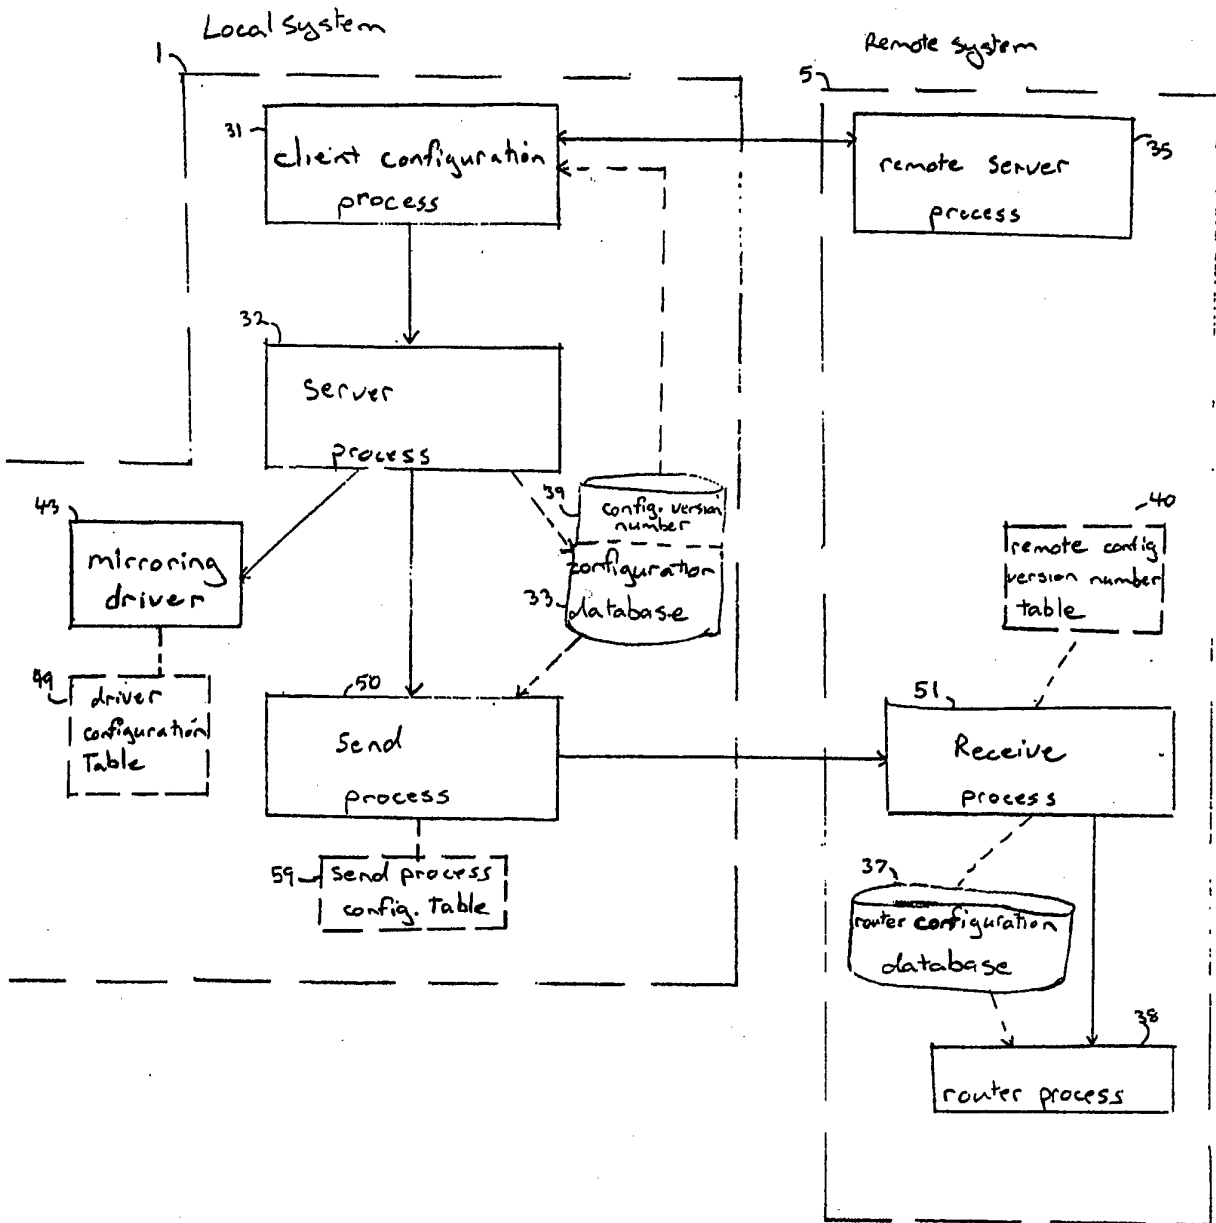 Local system
Remote system
1
5
31
client configuration
process
remote server
process
35
32
server
process
43
mirroring
driver
39
config. version
number
configuration
33
database
40
remote config
version number
table
49
driver
configuration
Table
50
Send
process
51
Receive
process
59
Send process
config. Table
37
router configuration
database
38
router process